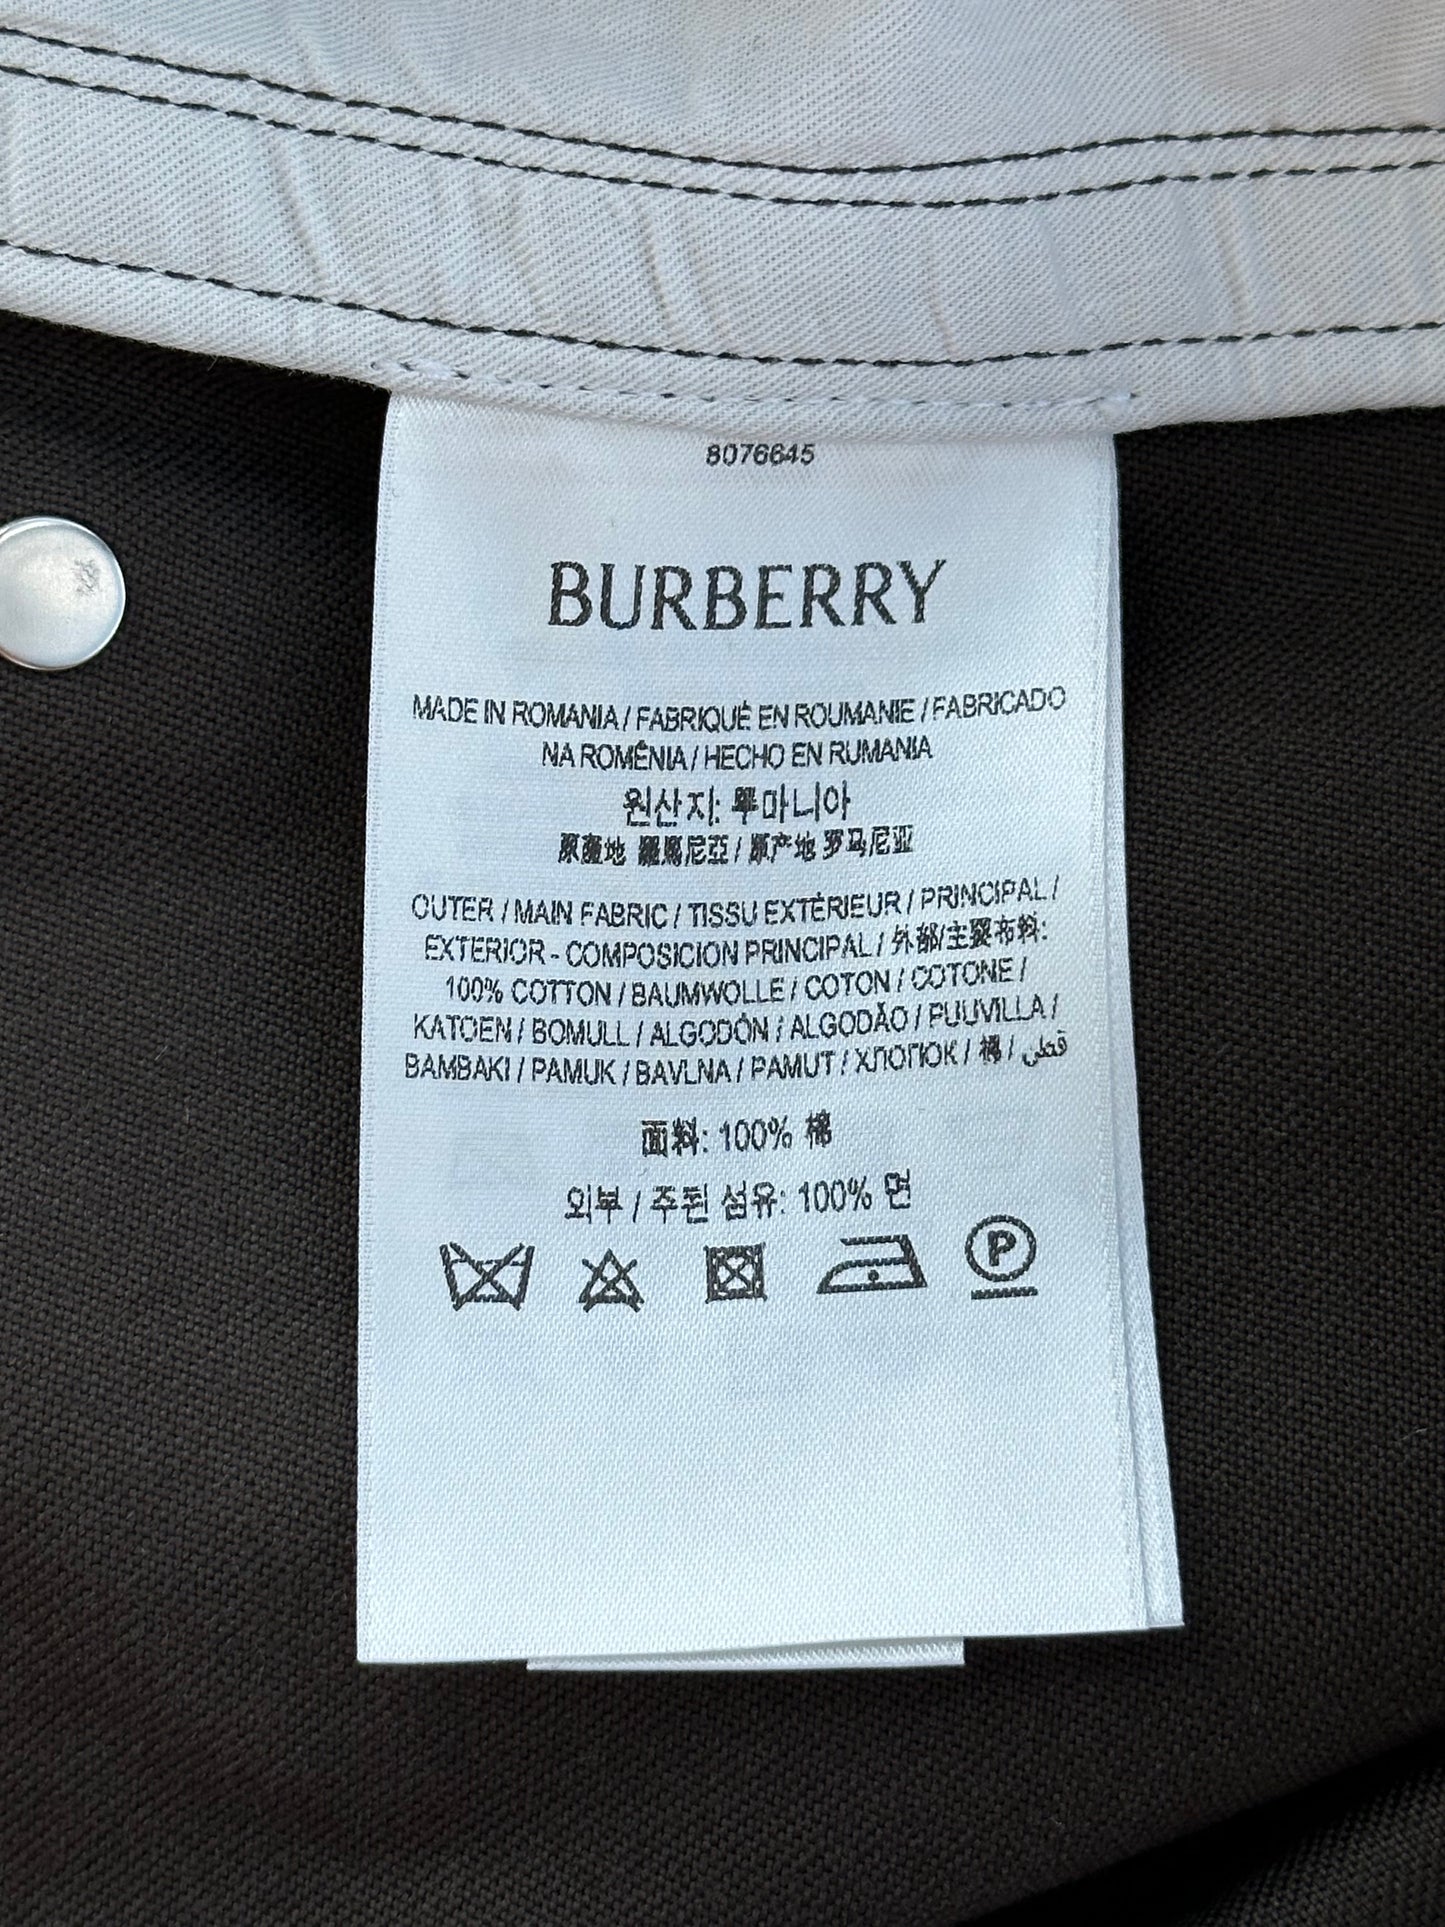 8076645
BURBERRY
MADE IN ROMANIA / FABRIQUÉ EN ROUMANIE / FABRICADO
NA ROMÊNIA / HECHO EN RUMANIA
원산지: 루마니아
原產地 羅馬尼亞 / 原产地 罗马尼亚
OUTER / MAIN FABRIC / TISSU EXTÉRIEUR / PRINCIPAL /
EXTERIOR - COMPOSICION PRINCIPAL / 外部/主要布料:
100% COTTON / BAUMWOLLE / COTON / COTONE /
KATOEN / BOMULL / ALGODÓN / ALGODÃO / PUUVILLA /
BAMBAKI / PAMUK / BAVLNA / PAMUT / ХЛОПОК / 棉 / قطن
面料: 100% 棉
외부 / 주된 섬유: 100% 면
P